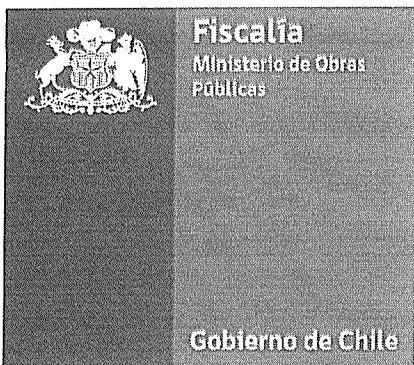 Fiscalía
Ministerio de Obras
Públicas
Gobierno de Chile